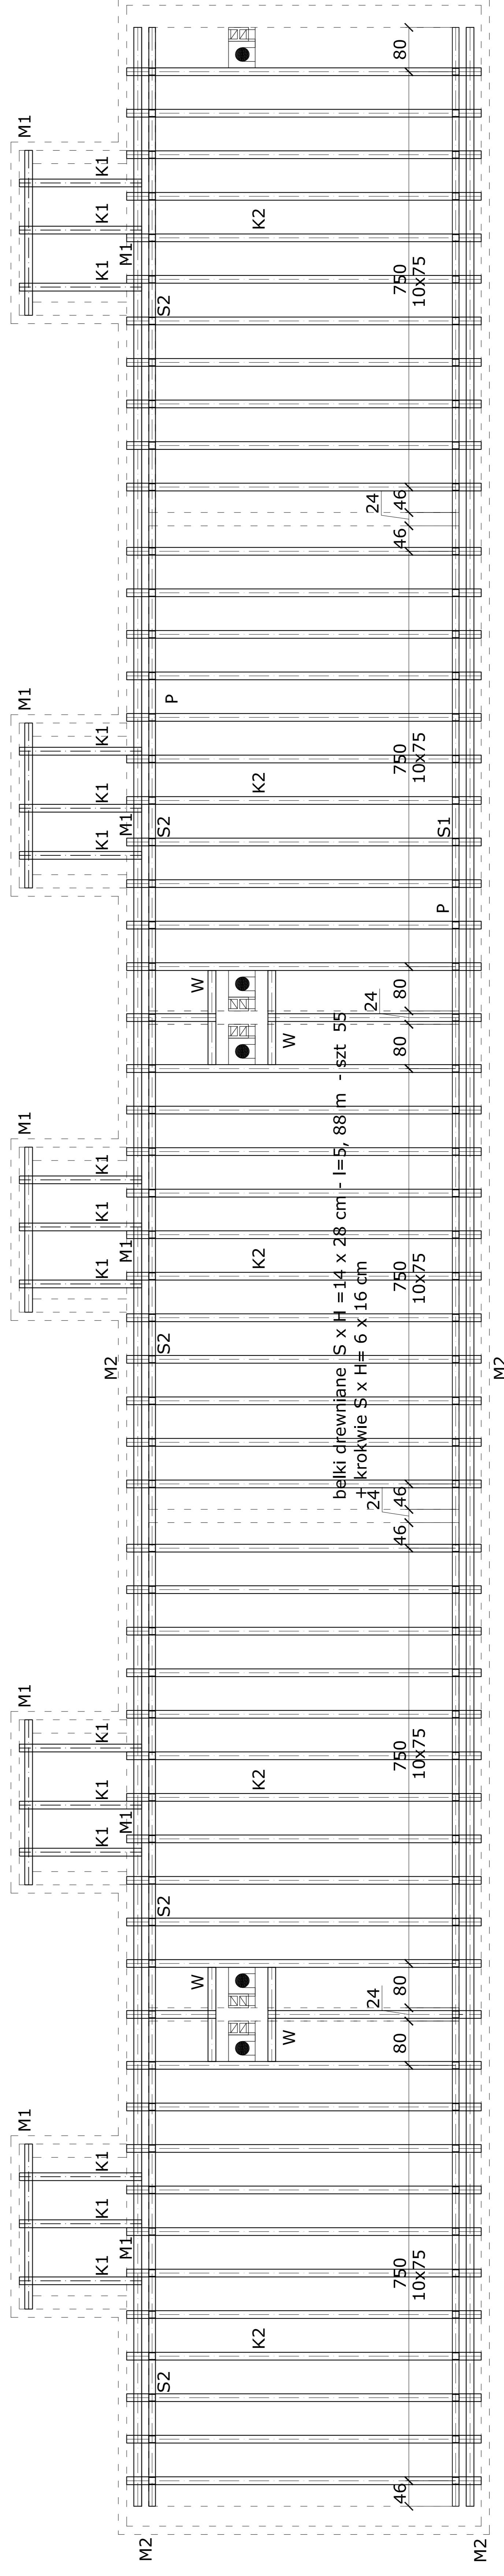 M2
M2
46
S2
K2
750
10x75
K1
K1
K1
M1
M1
80
24
80
W
W
S2
K2
750
10x75
K1
K1
K1
M1
M1
46
24
46
M2
M2
S2
K2
750
10x75
belki drewniane S x H =14 x 28 cm - l=5, 88 m - szt 55
+ krokwie S x H= 6 x 16 cm
K1
K1
K1
M1
M1
80
24
80
W
W
P
S1
S2
K2
P
750
10x75
K1
K1
K1
M1
M1
46
24
46
S2
K2
750
10x75
K1
K1
K1
M1
M1
80